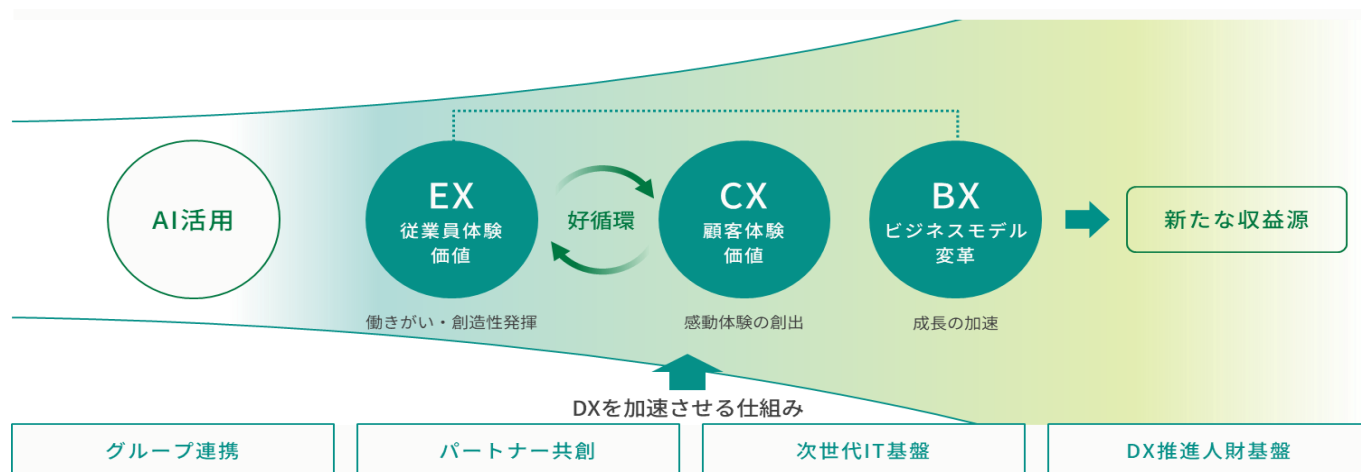 AI活用
EX
従業員体験
価値
働きがい・創造性発揮
好循環
CX
顧客体験
価値
感動体験の創出
BX
ビジネスモデル
変革
成長の加速
新たな収益源
DXを加速させる仕組み
グループ連携
パートナー共創
次世代IT基盤
DX推進人財基盤